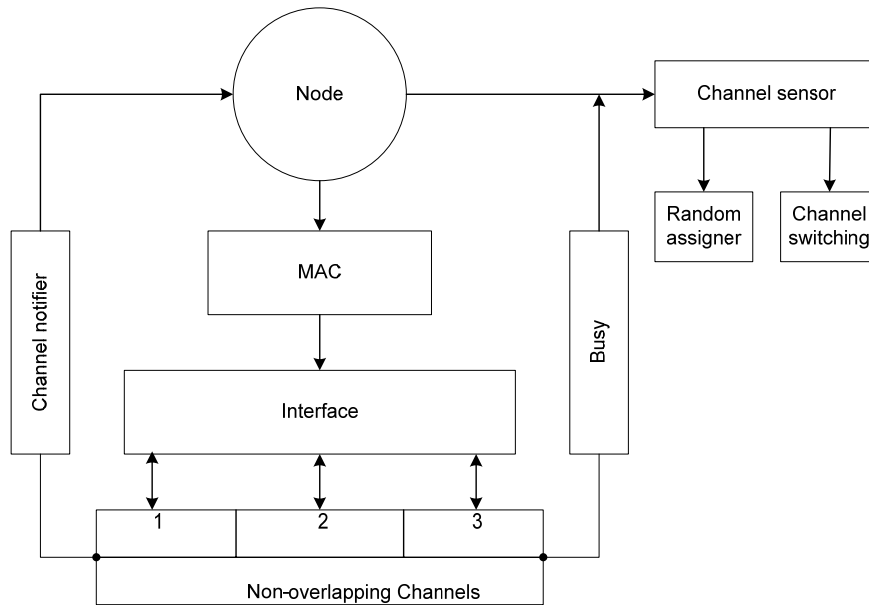 Node
Channel sensor
Random
assigner
Channel
switching
Channel notifier
MAC
Busy
Interface
1
2
3
Non-overlapping Channels